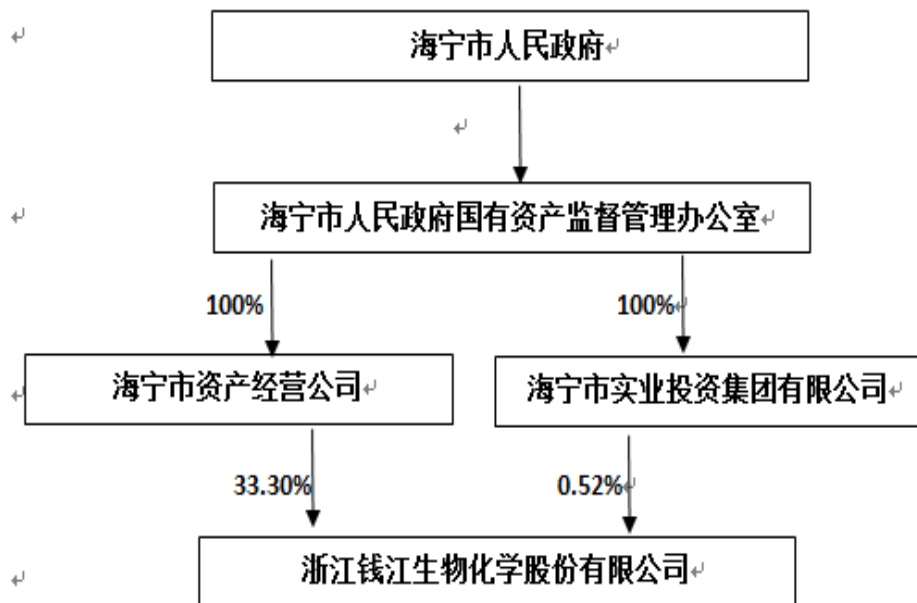 海宁市人民政府
海宁市人民政府国有资产监督管理办公室
100%
100%
海宁市资产经营公司
海宁市实业投资集团有限公司
33.30%
0.52%
浙江钱江生物化学股份有限公司